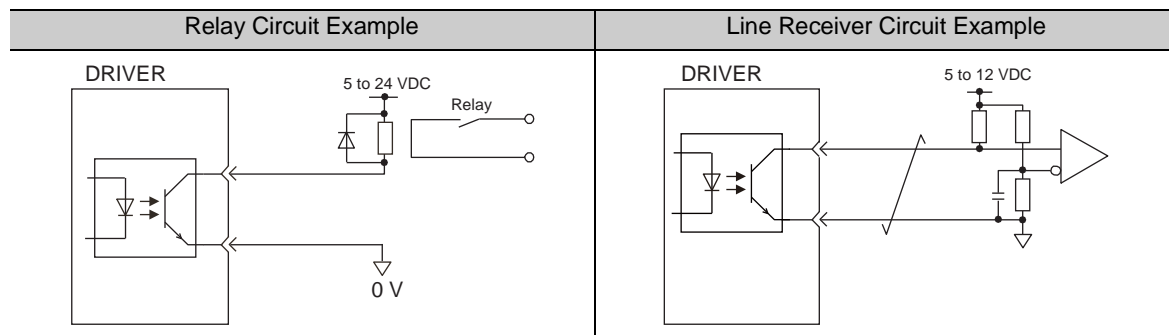 Relay Circuit Example
Line Receiver Circuit Example
DRIVER
5 to 24 VDC
Relay
0 V
DRIVER
5 to 12 VDC